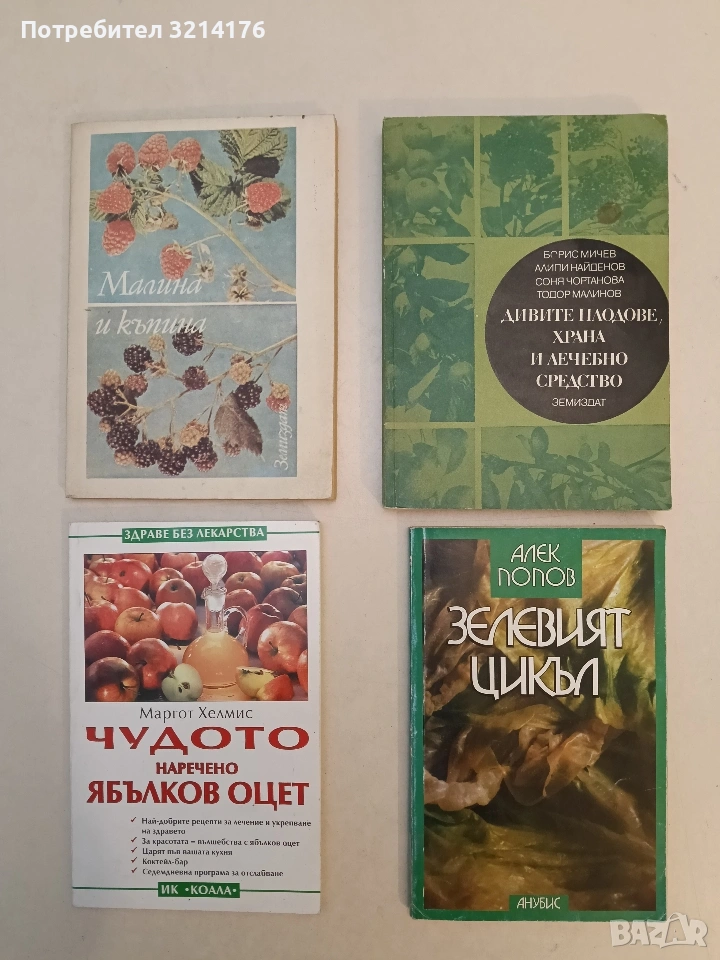 Потребител 3214176
Малина
и къпина
Земиздат
БОРИС МИЧЕВ
АЛИПИ НАЙДЕНОВ
СОНЯ ЧОРТАНОВА
ТОДОР МАЛИНОВ
ДИВИТЕ ПЛОДОВЕ,
ХРАНА
И ЛЕЧЕБНО
СРЕДСТВО
ЗЕМИЗДАТ
ЗДРАВЕ БЕЗ ЛЕКАРСТВА
Маргот Хелмис
ЧУДОТО
НАРЕЧЕНО
ЯБЪЛКОВ ОЦЕТ
✓ Най-добрите рецепти за лечение и укрепване
на здравето
✓ За красотата – вълшебства с ябълков оцет
✓ Царят във вашата кухня
✓ Коктейл-бар
✓ Седемдневна програма за отслабване
ИК •КОАЛА•
АЛЕК
ПОПОВ
ЗЕЛЕВИЯТ
ЦИКЪЛ
АНУБИС
BAZAR